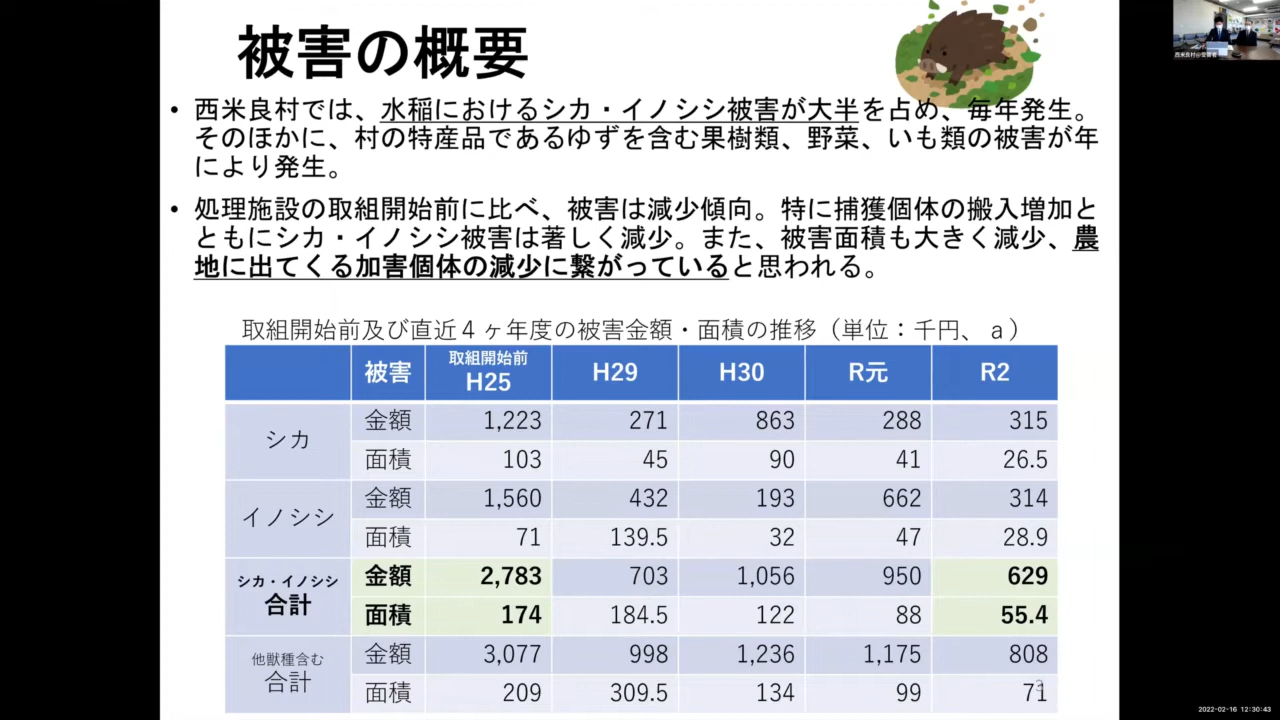 被害の概要
• 西米良村では、水稲におけるシカ・イノシシ被害が大半を占め、毎年発生。
そのほかに、村の特産品であるゆずを含む果樹類、野菜、いも類の被害が年
により発生。
• 処理施設の取組開始前に比べ、被害は減少傾向。特に捕獲個体の搬入増加と
ともにシカ・イノシシ被害は著しく減少。また、被害面積も大きく減少、農
地に出てくる加害個体の減少に繋がっていると思われる。
取組開始前及び直近４ヶ年度の被害金額・面積の推移（単位：千円、ａ）
被害 取組開始前 H25 H29 H30 R元 R2
シカ 金額 1,223 271 863 288 315
面積 103 45 90 41 26.5
イノシシ 金額 1,560 432 193 662 314
面積 71 139.5 32 47 28.9
シカ・イノシシ 合計 金額 2,783 703 1,056 950 629
面積 174 184.5 122 88 55.4
他獣種含む 合計 金額 3,077 998 1,236 1,175 808
面積 209 309.5 134 99 71
3
2022-02-16 12:30:43